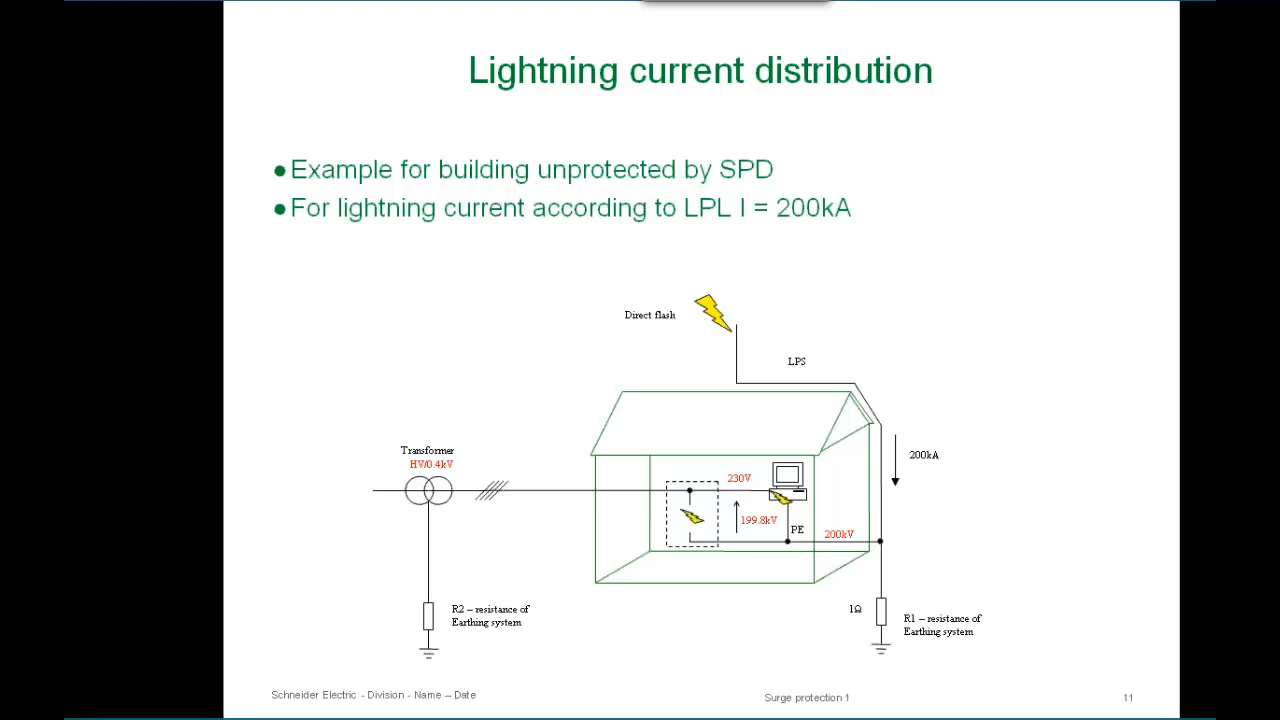 Lightning current distribution
●Example for building unprotected by SPD
●For lightning current according to LPL I = 200kA
Direct flash
LPS
Transformer
HV/0.4kV
200kA
230V
199.8kV
PE
200kV
R2 – resistance of
Earthing system
1Ω
R1 – resistance of
Earthing system
Schneider Electric - Division - Name – Date
Surge protection 1
11